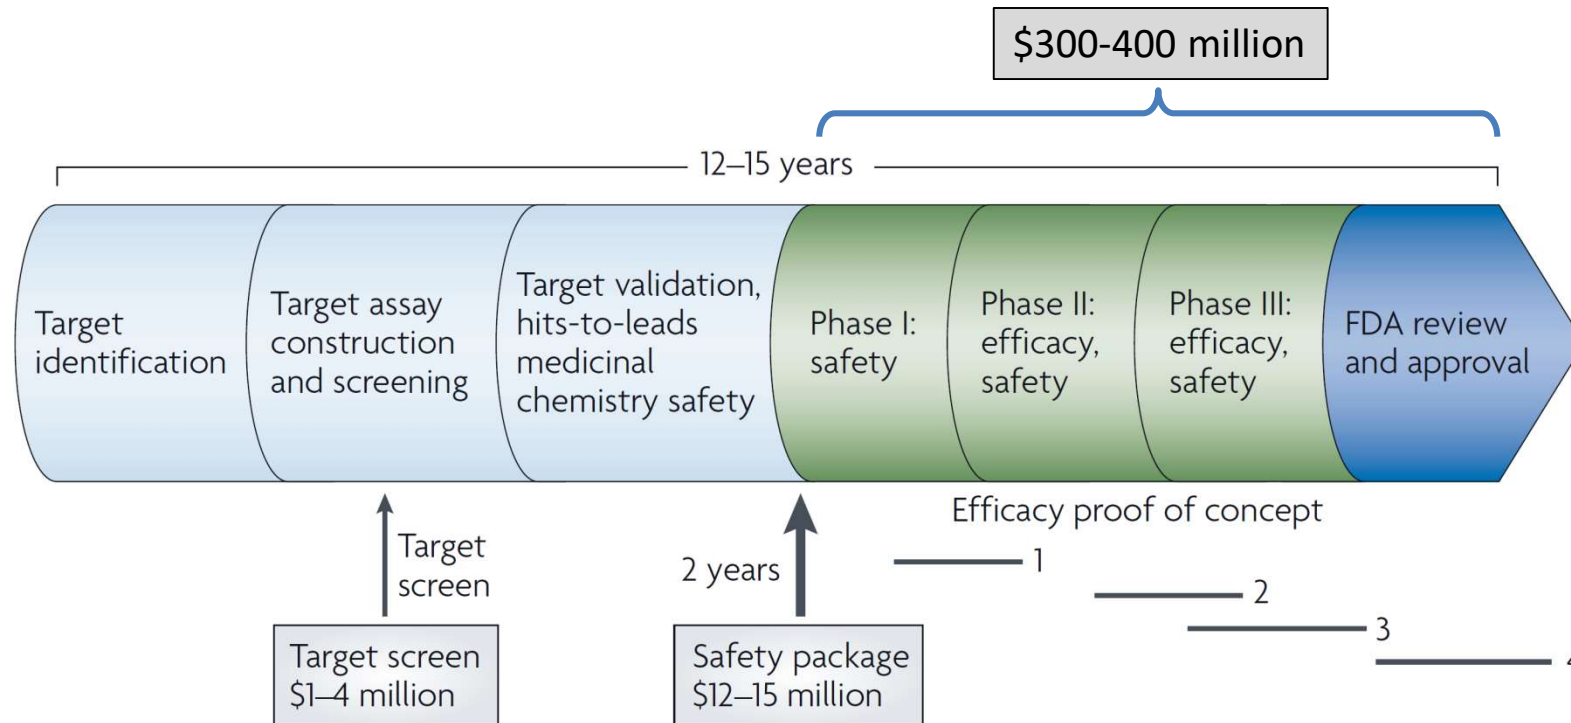 $300-400 million
12–15 years
Target
identification
Target assay
construction
and screening
Target validation,
hits-to-leads
medicinal
chemistry safety
Phase I:
safety
Phase II:
efficacy,
safety
Phase III:
efficacy,
safety
FDA review
and approval
Efficacy proof of concept
Target
screen
2 years
1
2
3
4
Target screen
$1–4 million
Safety package
$12–15 million